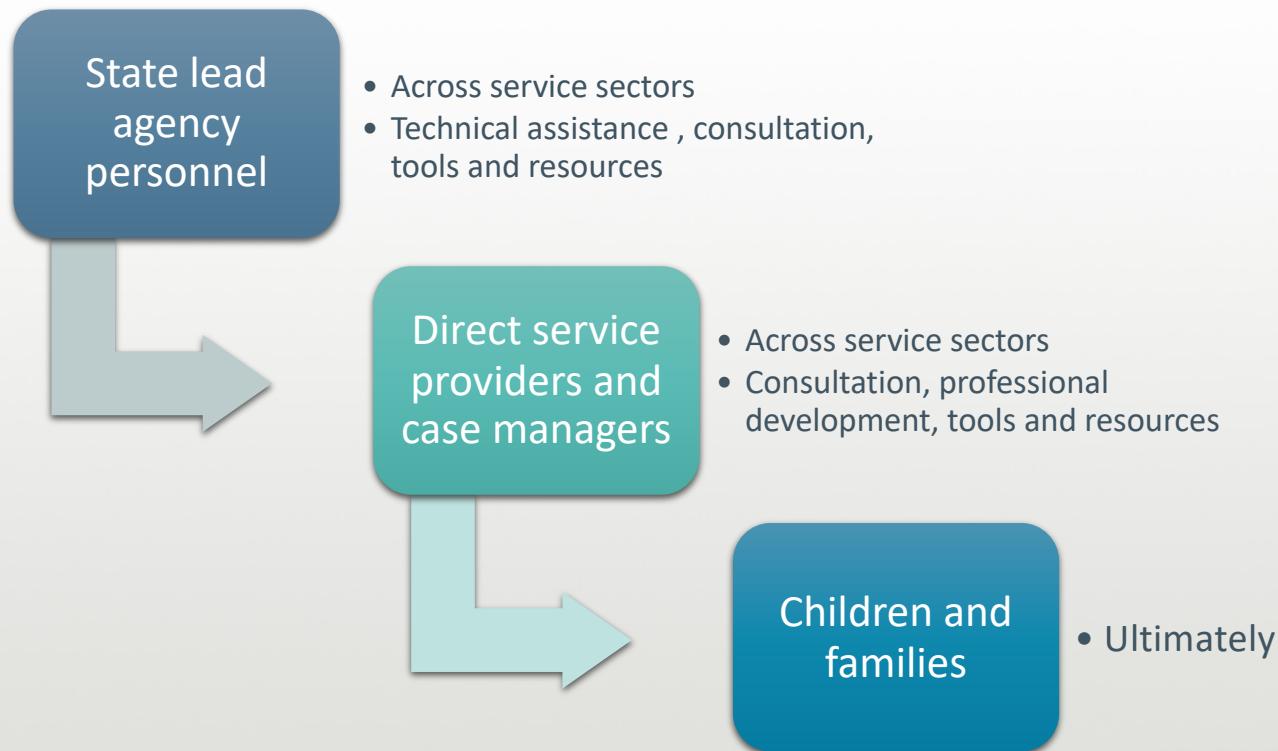 State lead
agency
personnel
• Across service sectors
• Technical assistance , consultation,
tools and resources
Direct service
providers and
case managers
• Across service sectors
• Consultation, professional
development, tools and resources
Children and
families
• Ultimately